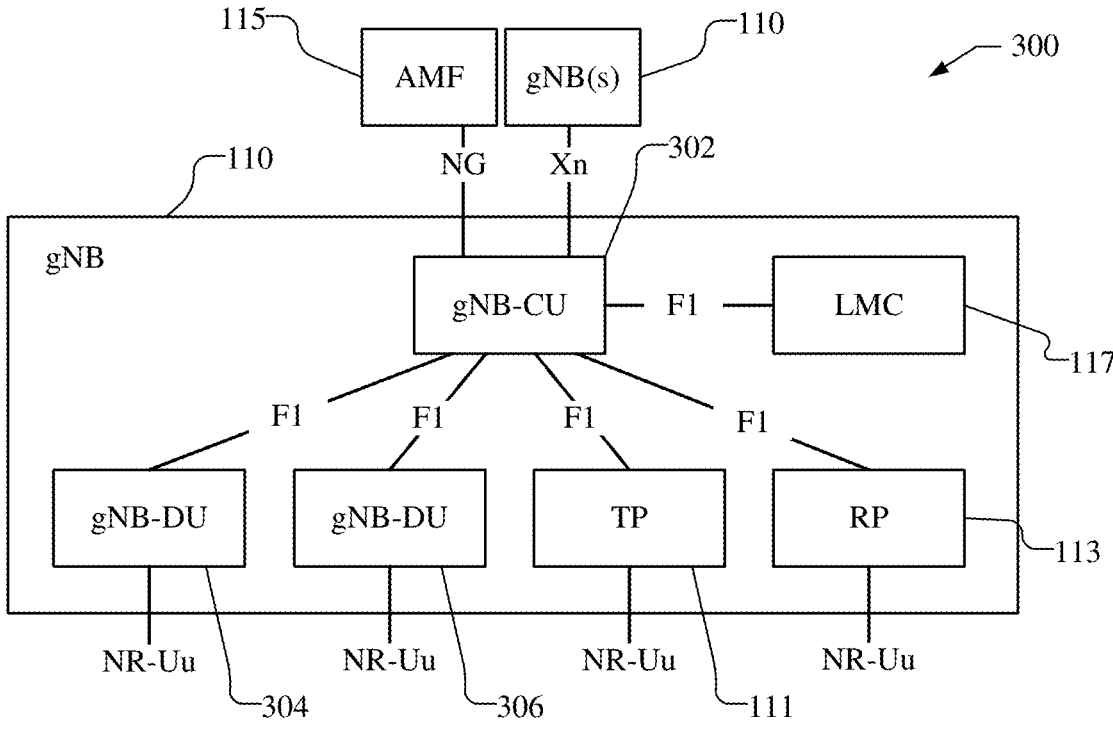 115
AMF
gNB(s)
110
300
NG
Xn
302
110
gNB
gNB-CU
F1
LMC
117
F1
F1
F1
F1
gNB-DU
gNB-DU
TP
RP
113
NR-Uu
NR-Uu
NR-Uu
NR-Uu
304
306
111